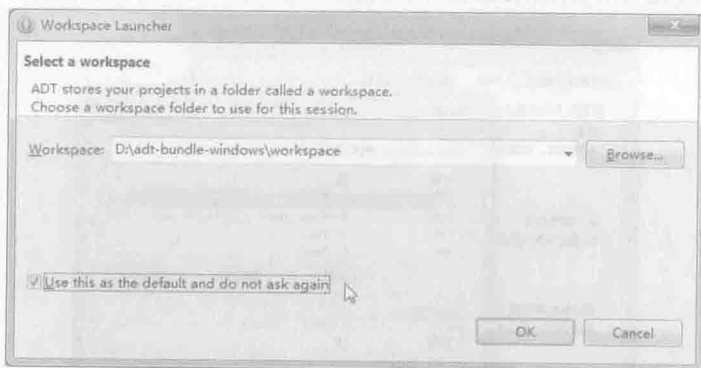 Workspace Launcher
Select a workspace
ADT stores your projects in a folder called a workspace.
Choose a workspace folder to use for this session.
Workspace: D:\adt-bundle-windows\workspace
Browse...
Use this as the default and do not ask again
OK
Cancel